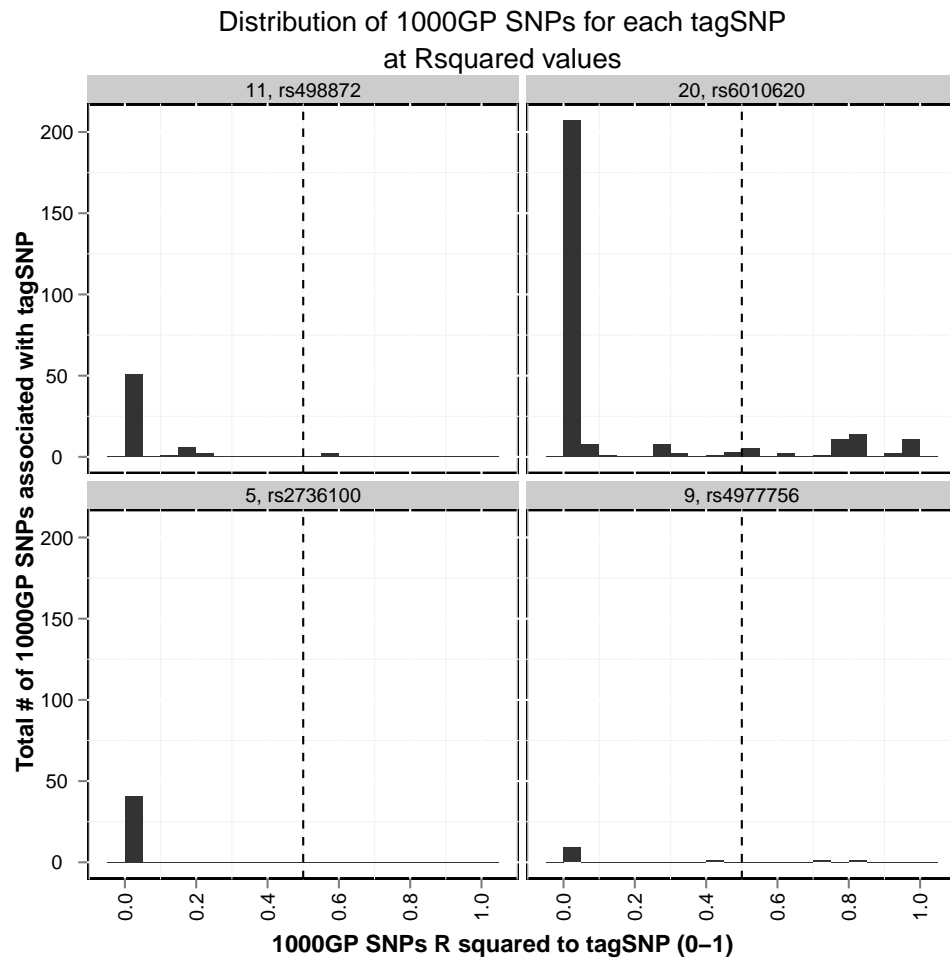 Distribution of 1000GP SNPs for each tagSNP
at Rsquared values
11, rs498872
20, rs6010620
200
150
100
50
0
5, rs2736100
9, rs4977756
200
150
100
50
0
Total # of 1000GP SNPs associated with tagSNP
0.0 0.2 0.4 0.6 0.8 1.0
0.0 0.2 0.4 0.6 0.8 1.0
1000GP SNPs R squared to tagSNP (0–1)